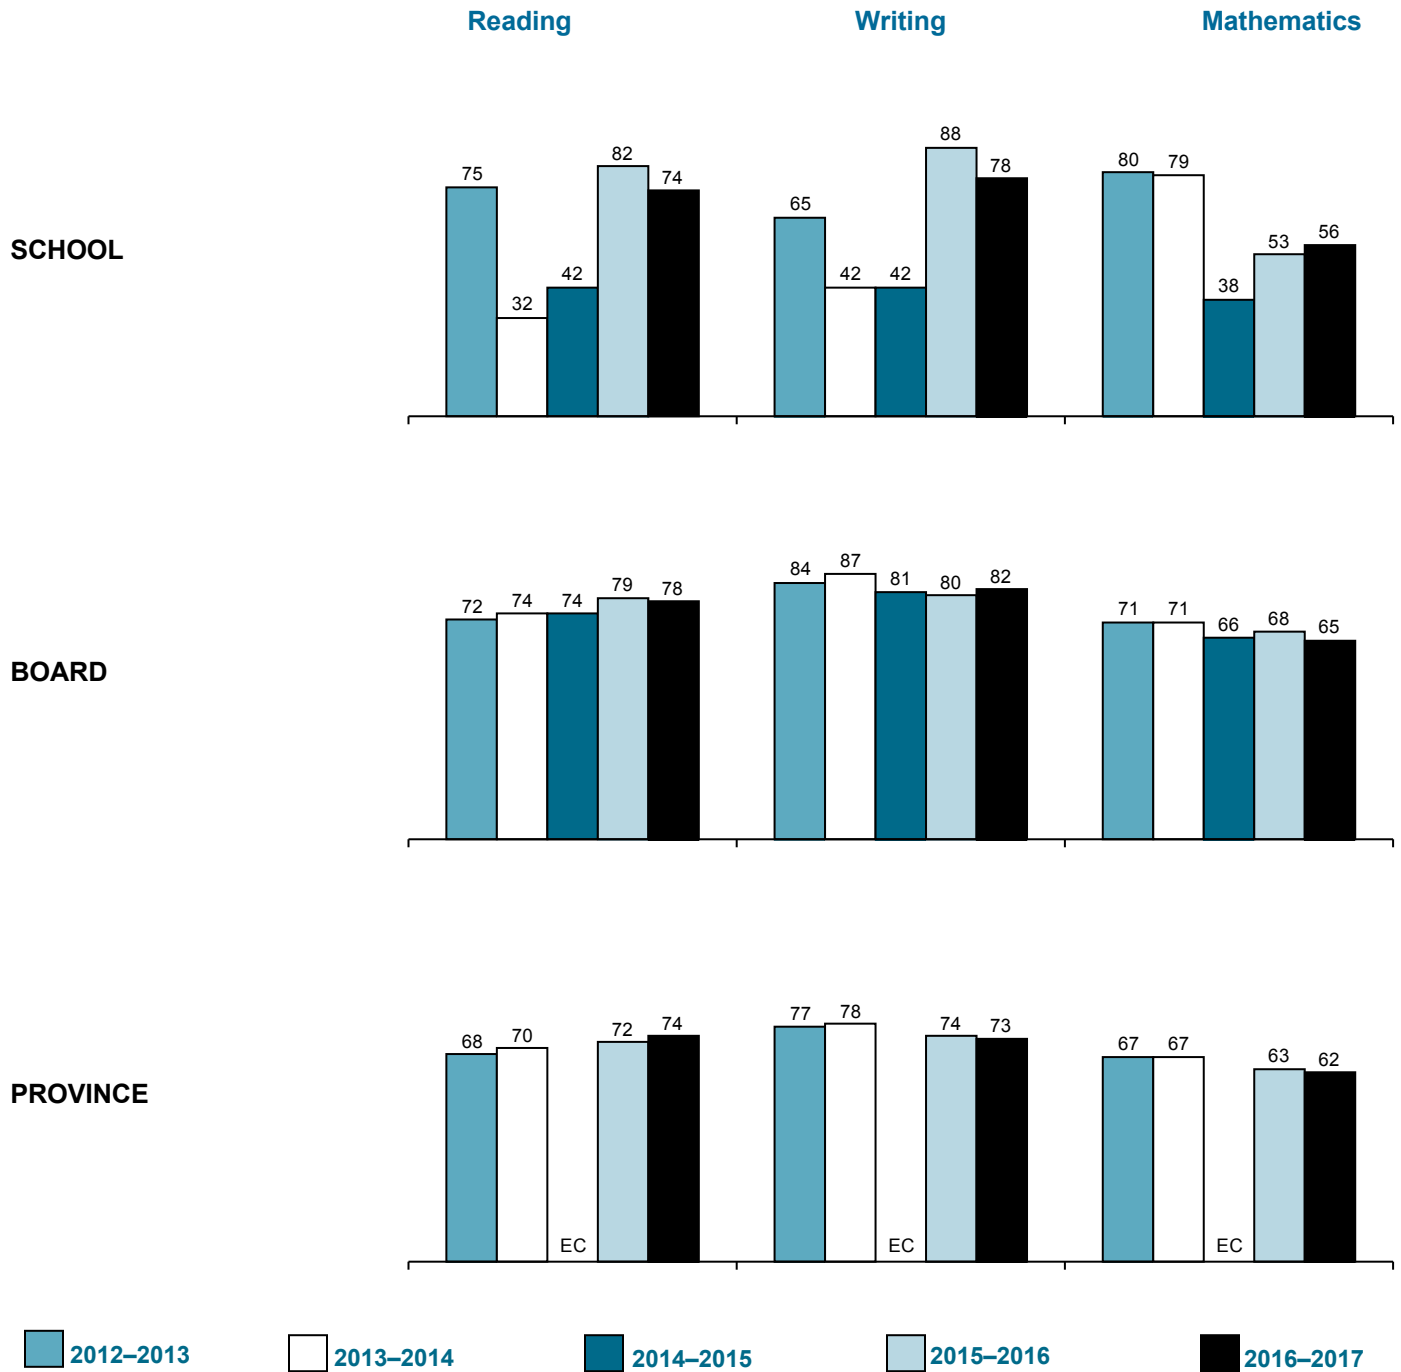 Reading Writing Mathematics
88
82
80 79
75 74 78
65
SCHOOL
53 56
42 42 42
38
32
87
84 82
79 78 81 80
72 74 74
71 71
66 68 65
BOARD
77 78
74 74 73
72
68 70
67 67
63 62
PROVINCE
EC EC EC
2012–2013 2013–2014 2014–2015 2015–2016 2016–2017